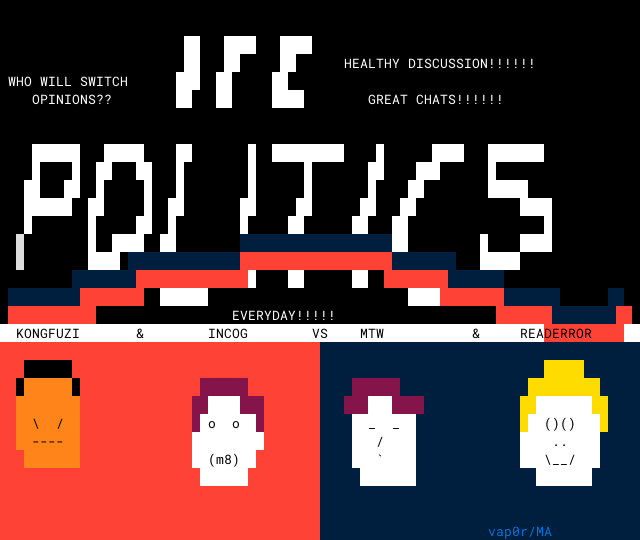 IFE
HEALTHY DISCUSSION!!!!!!
WHO WILL SWITCH
OPINIONS??
GREAT CHATS!!!!!!
POLITICS
EVERYDAY!!!!!
KONGFUZI & INCOG VS MTW & READERROR
\ /
----
o o
(m8)
_ _
/
`
()()
..
\__/
vap0r/MA